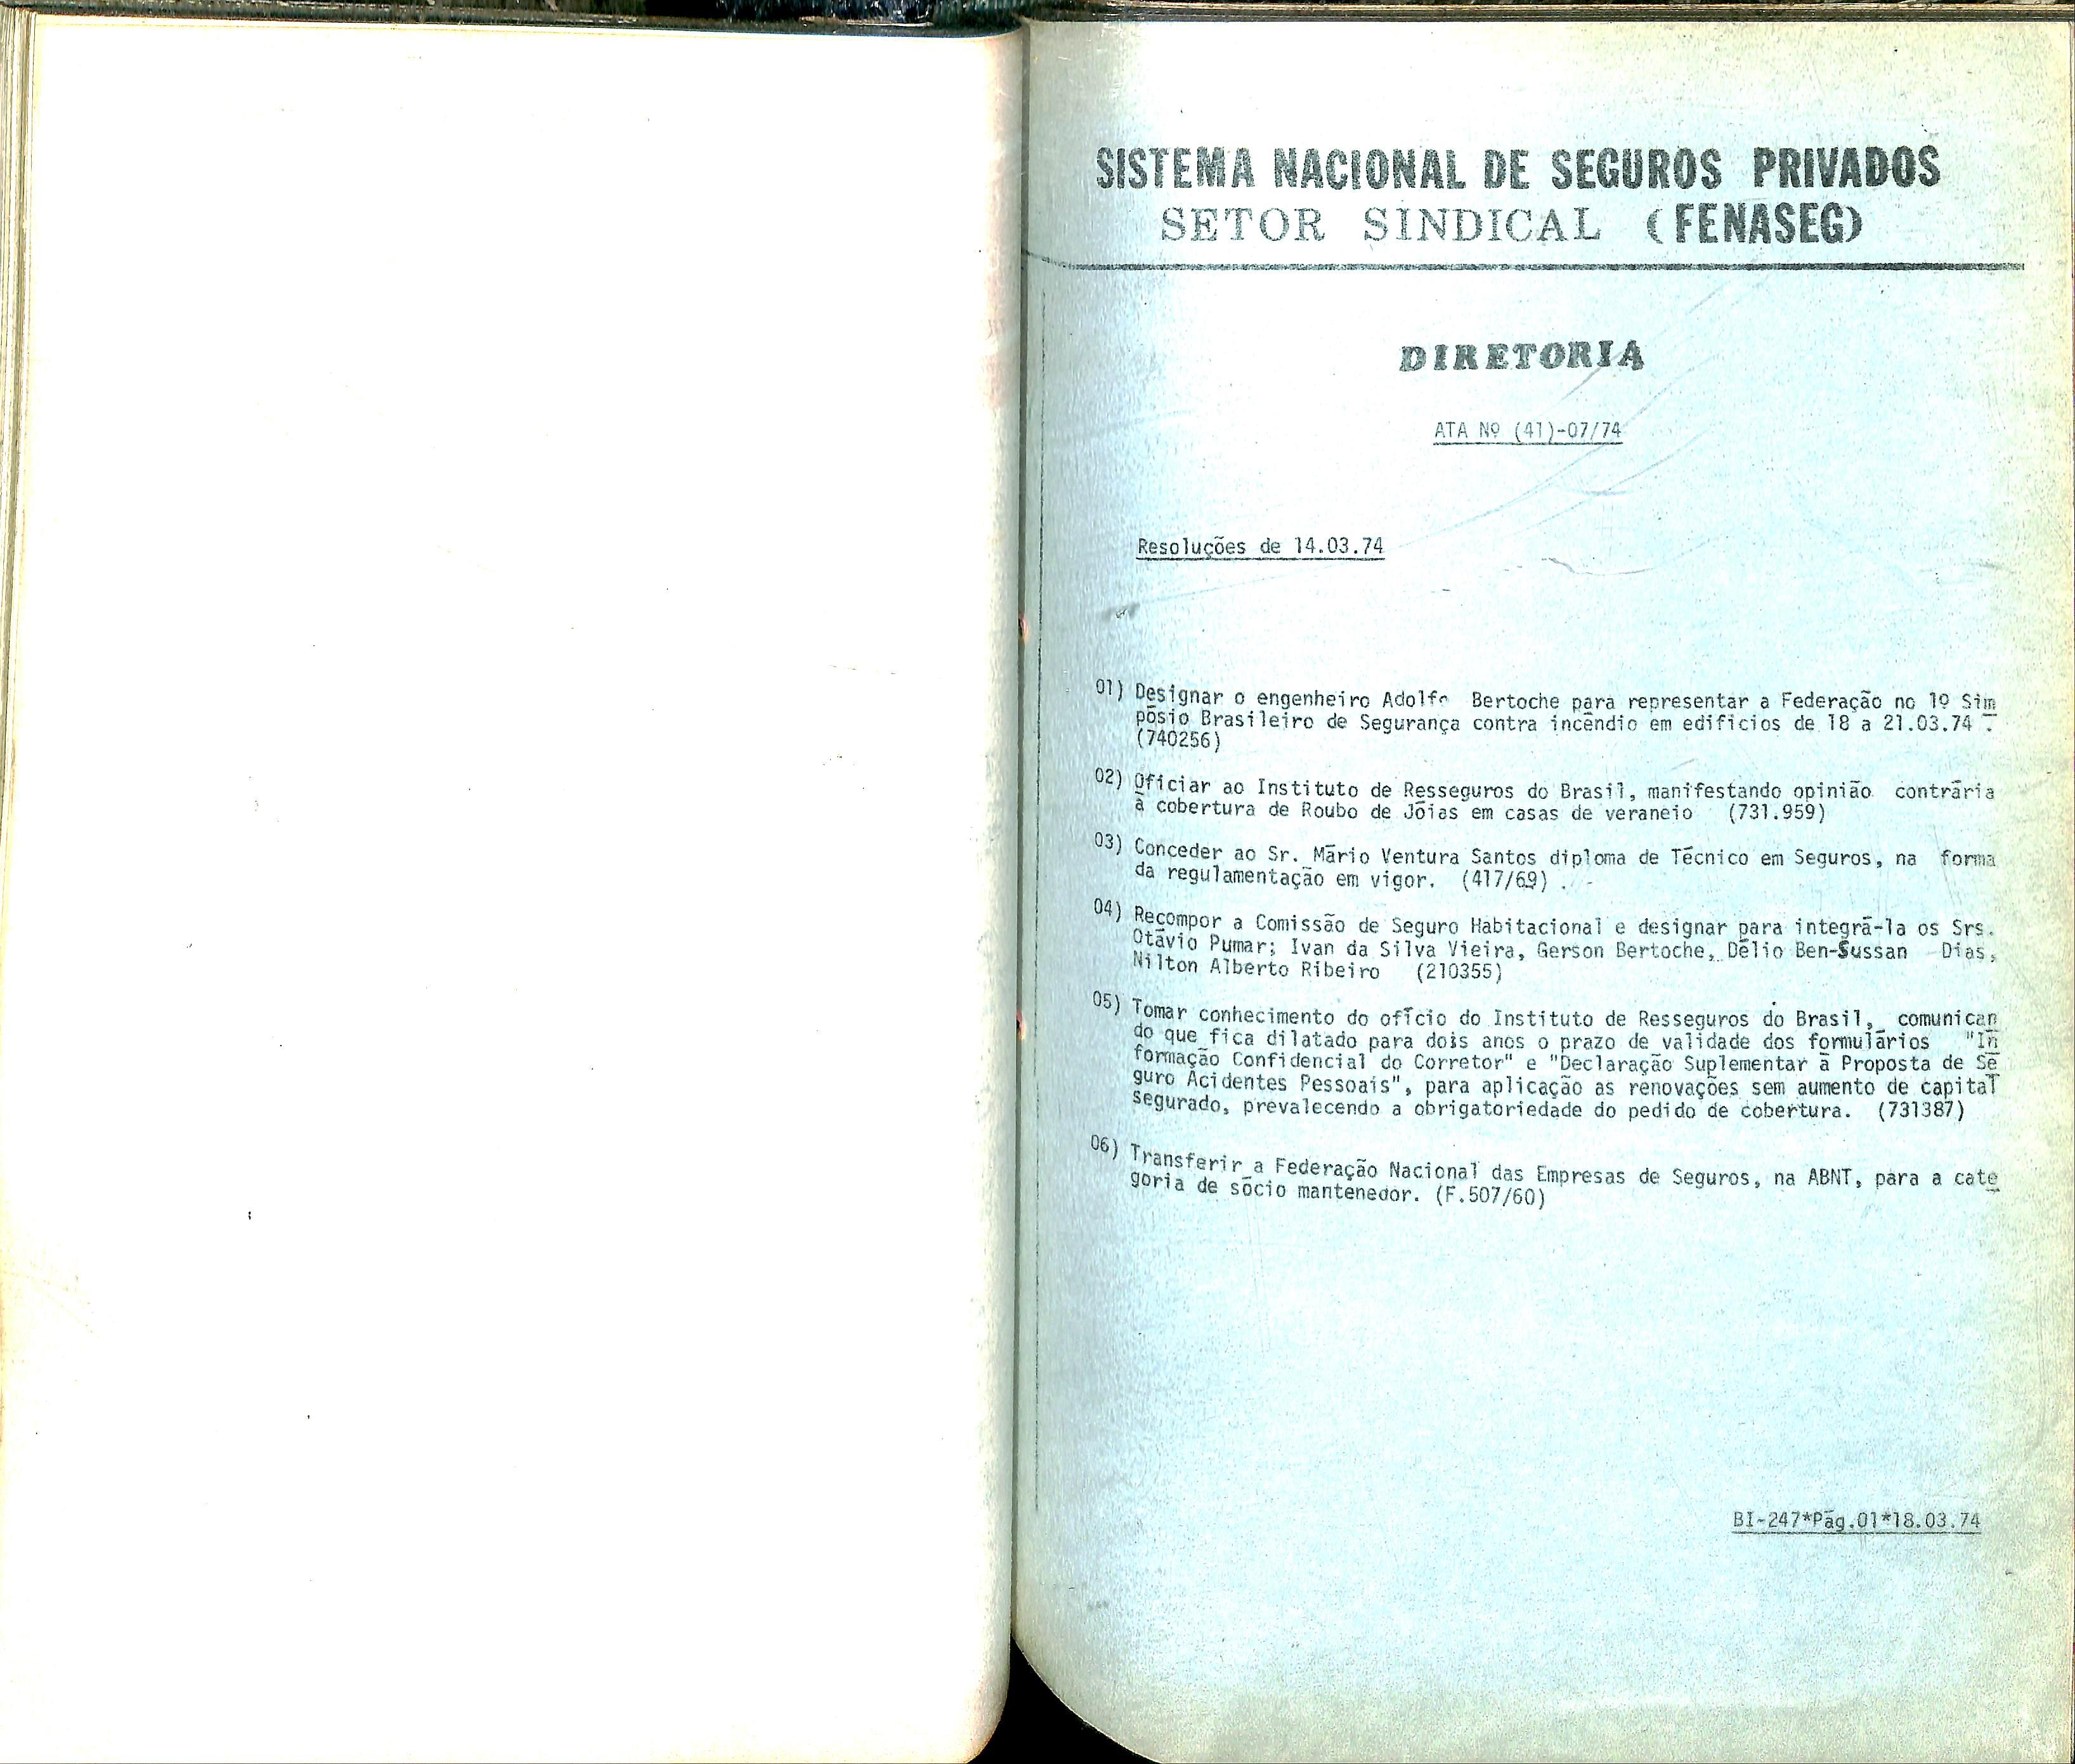 SISTEMA NACIONAL DE SEGUROS PRIVADOS
SETOR SINDICAL (FENASEG)
DIRETORIA
ATA Nº (41)-07/74
Resoluções de 14.03.74
01) Designar o engenheiro Adolfo Bertoche para representar a Federação no 1º Sim
pósio Brasileiro de Segurança contra incêndio em edificios de 18 a 21.03.74 .
(740256)
02) Oficiar ao Instituto de Resseguros do Brasil, manifestando opinião contrária
à cobertura de Roubo de Jóias em casas de veraneio (731.959)
03) Conceder ao Sr. Mário Ventura Santos diploma de Técnico em Seguros, na forma
da regulamentação em vigor. (417/69) .
04) Recompor a Comissão de Seguro Habitacional e designar para integrá-la os Srs.
Otávio Pumar; Ivan da Silva Vieira, Gerson Bertoche, Délio Ben-Sussan Dias,
Nilton Alberto Ribeiro (210355)
05) Tomar conhecimento do ofício do Instituto de Resseguros do Brasil, comunican
do que fica dilatado para dois anos o prazo de validade dos formulários "In
formação Confidencial do Corretor" e "Declaração Suplementar à Proposta de Se
guro Acidentes Pessoais", para aplicação as renovações sem aumento de capital
segurado, prevalecendo a obrigatoriedade do pedido de cobertura. (731387)
06) Transferir a Federação Nacional das Empresas de Seguros, na ABNT, para a cate
goria de sócio mantenedor. (F.507/60)
BI-247*Pág.01*18.03.74